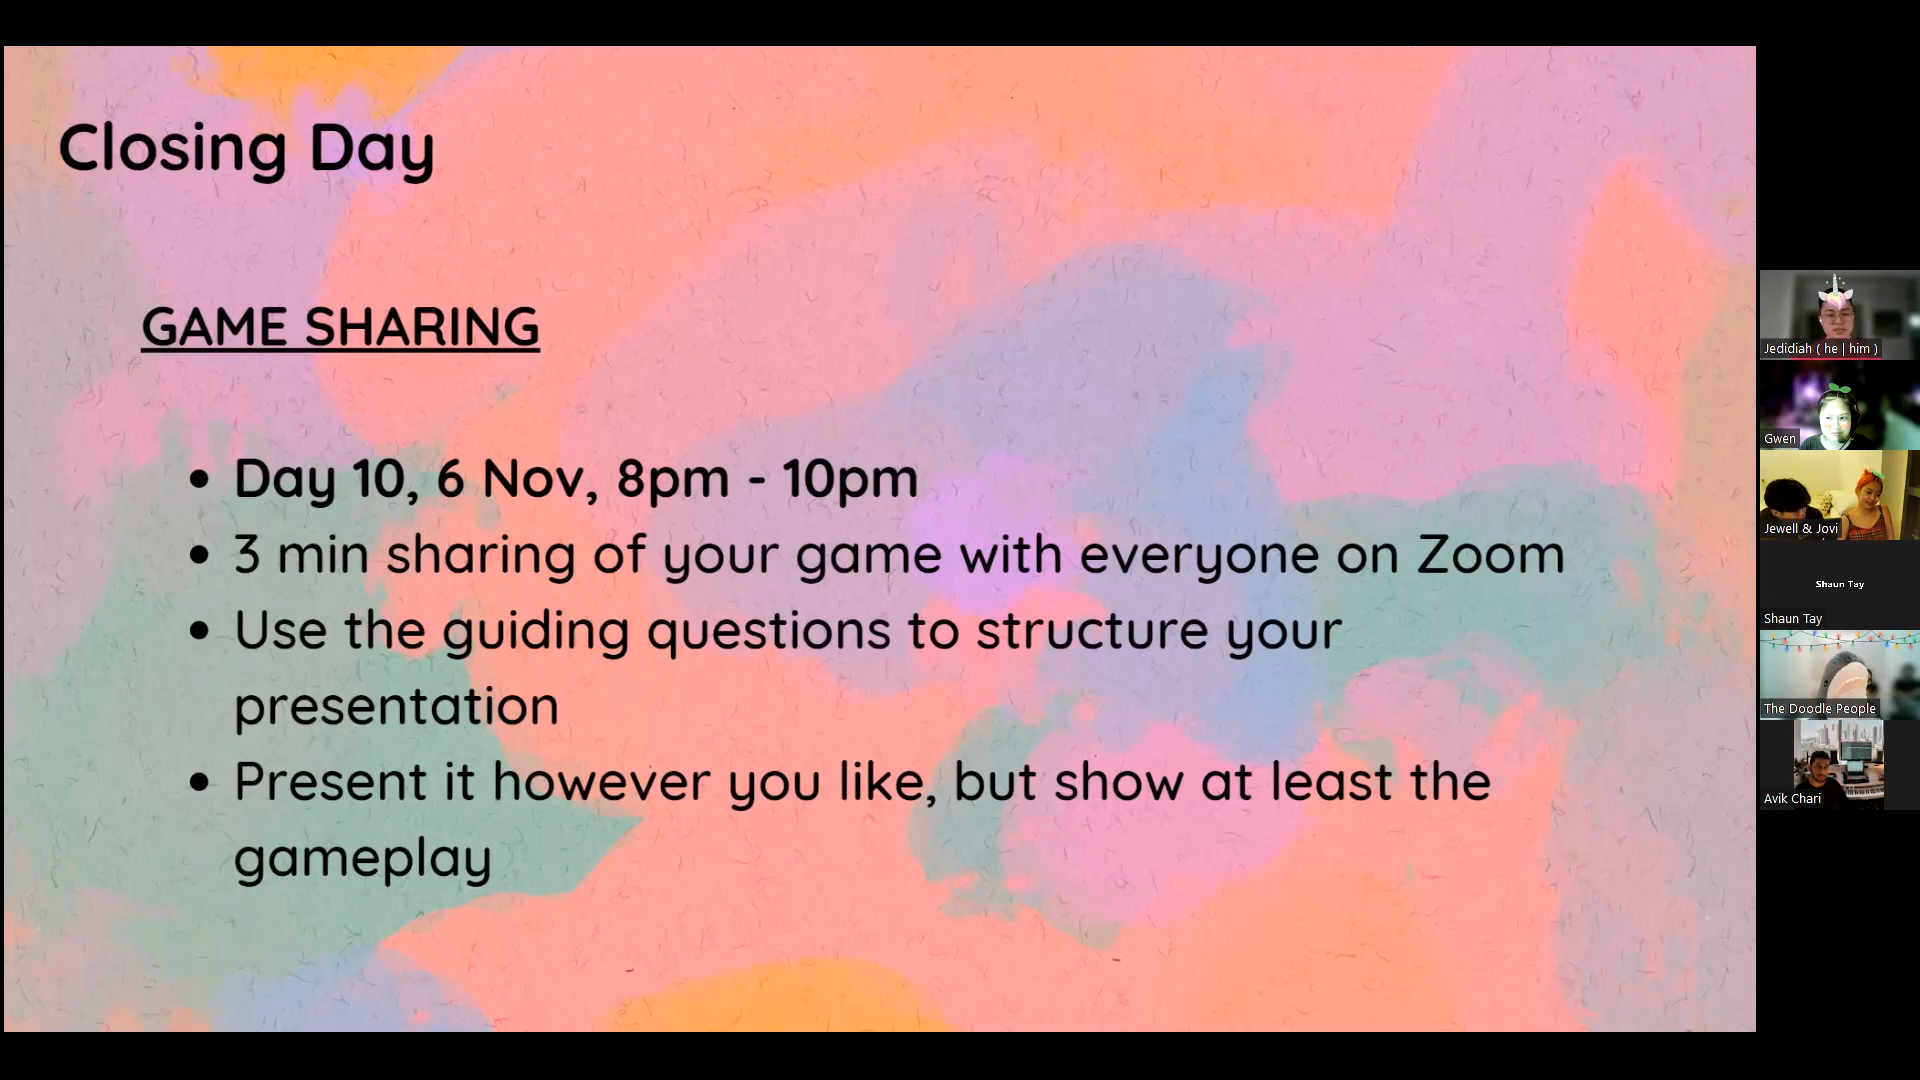 Closing Day
GAME SHARING
• Day 10, 6 Nov, 8pm - 10pm
• 3 min sharing of your game with everyone on Zoom
• Use the guiding questions to structure your
presentation
• Present it however you like, but show at least the
gameplay
Jedidiah ( he | him )
Gwen
Jewell & Jovi
Shaun Tay
Shaun Tay
The Doodle People
Avik Chari